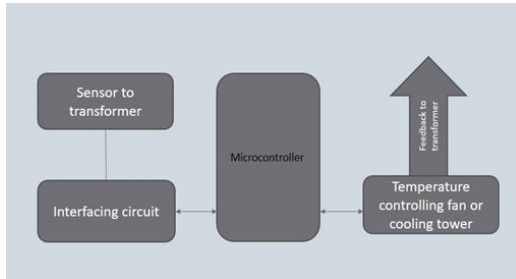 Sensor to
transformer
Interfacing circuit
Microcontroller
Feedback to
transformer
Temperature
controlling fan or
cooling tower